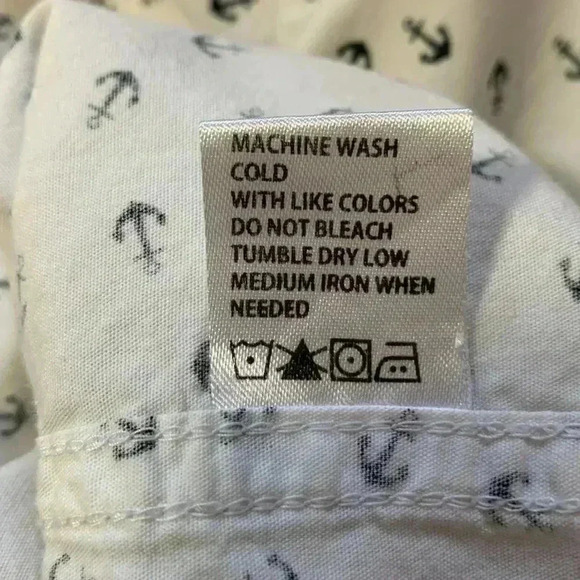 MACHINE WASH
COLD
WITH LIKE COLORS
DO NOT BLEACH
TUMBLE DRY LOW
MEDIUM IRON WHEN
NEEDED